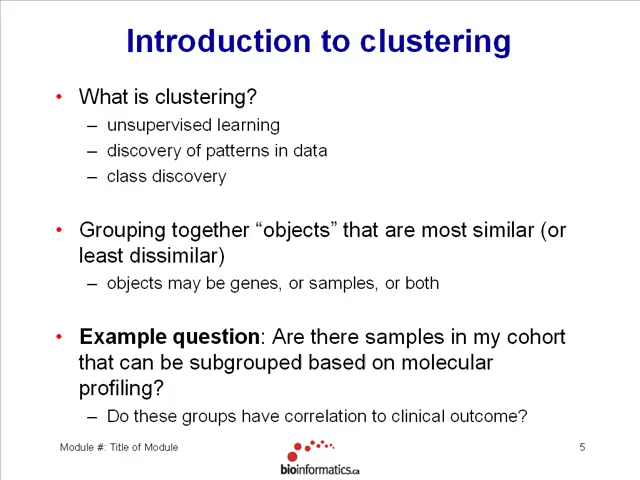 Introduction to clustering
• What is clustering?
– unsupervised learning
– discovery of patterns in data
– class discovery
• Grouping together “objects” that are most similar (or
least dissimilar)
– objects may be genes, or samples, or both
• Example question: Are there samples in my cohort
that can be subgrouped based on molecular
profiling?
– Do these groups have correlation to clinical outcome?
Module #: Title of Module
bioinformatics.ca
5